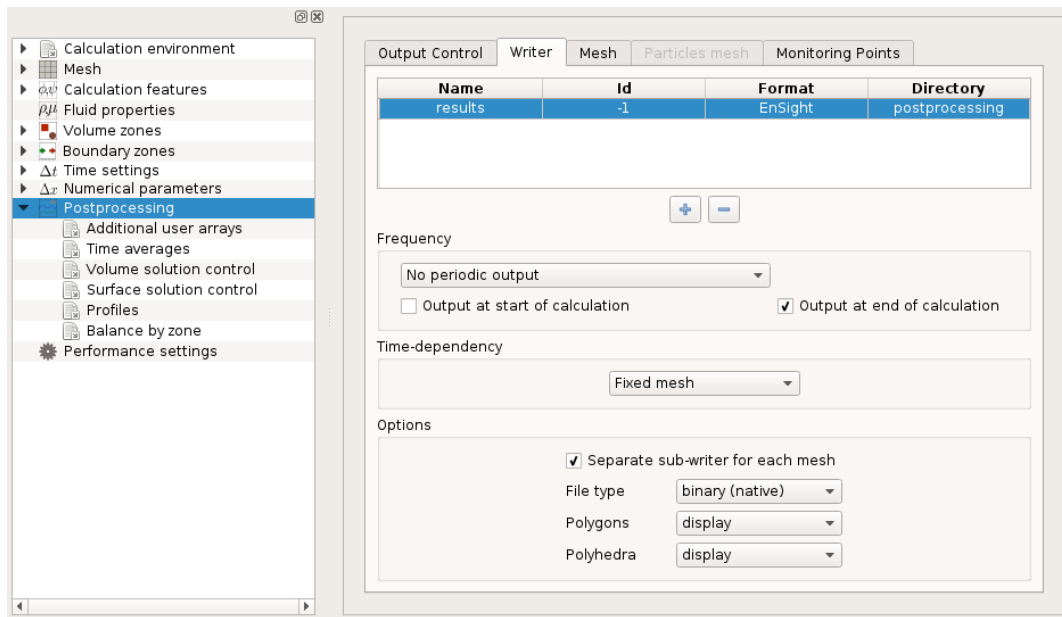 Calculation environment
Mesh
φ,ψ Calculation features
ρ,μ Fluid properties
Volume zones
Boundary zones
Δt Time settings
Δx Numerical parameters
Postprocessing
Additional user arrays
Time averages
Volume solution control
Surface solution control
Profiles
Balance by zone
Performance settings
Output Control Writer Mesh Particles mesh Monitoring Points
Name Id Format Directory
results -1 EnSight postprocessing
Frequency
No periodic output
Output at start of calculation Output at end of calculation
Time-dependency
Fixed mesh
Options
Separate sub-writer for each mesh
File type binary (native)
Polygons display
Polyhedra display